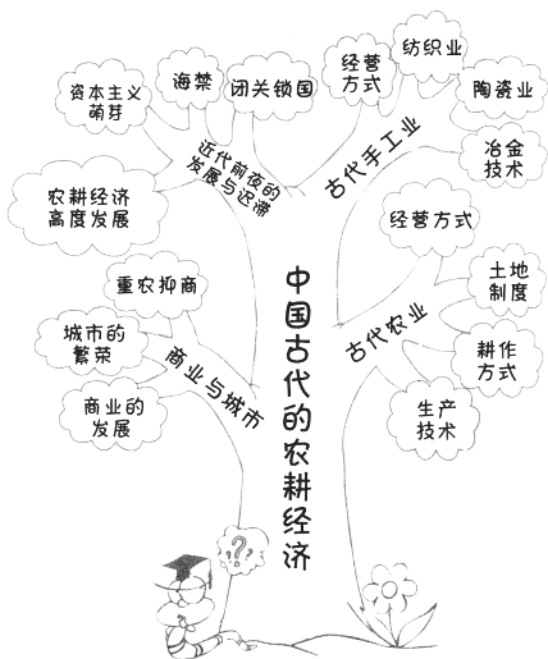 中国古代的农耕经济
近代前夜的
发展与迟滞
农耕经济
高度发展
资本主义
萌芽
海禁
闭关锁国
古代手工业
经营
方式
纺织业
陶瓷业
冶金
技术
古代农业
经营方式
土地
制度
耕作
方式
生产
技术
商业与城市
重农抑商
城市的
繁荣
商业的
发展
???